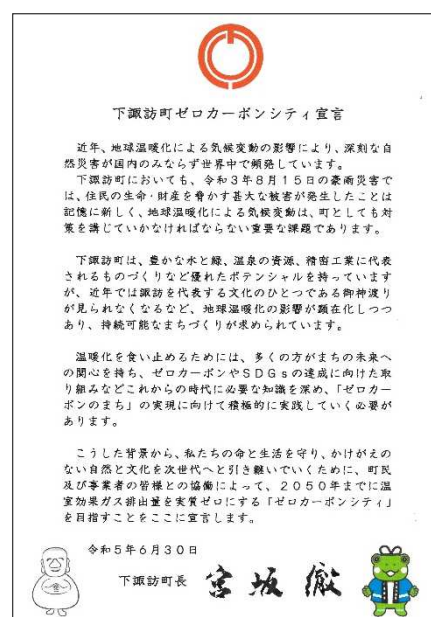 下諏訪町ゼロカーボンシティ宣言
近年、地球温暖化による気候変動の影響により、深刻な自
然災害が国内のみならず世界中で頻発しています。
下諏訪町においても、令和３年８月１５日の豪雨災害で
は、住民の生命・財産を脅かす甚大な被害が発生したことは
記憶に新しく、地球温暖化による気候変動は、町としても対
策を講じていかなければならない重要な課題であります。
下諏訪町は、豊かな水と緑、温泉の資源、精密工業に代表
されるものづくりなど優れたポテンシャルを持っています
が、近年では諏訪を代表する文化のひとつである御神渡り
が見られなくなるなど、地球温暖化の影響が顕在化しつつ
あり、持続可能なまちづくりが求められています。
温暖化を食い止めるためには、多くの方がまちの未来へ
の関心を持ち、ゼロカーボンやＳＤＧｓの達成に向けた取
り組みなどこれからの時代に必要な知識を深め、「ゼロカー
ボンのまち」の実現に向けて積極的に実践していく必要が
あります。
こうした背景から、私たちの命と生活を守り、かけがえの
ない自然と文化を次世代へと引き継いでいくために、町民
及び事業者の皆様との協働によって、２０５０年までに温
室効果ガス排出量を実質ゼロにする「ゼロカーボンシティ」
を目指すことをここに宣言します。
令和５年６月３０日
下諏訪町長 宮坂 徹